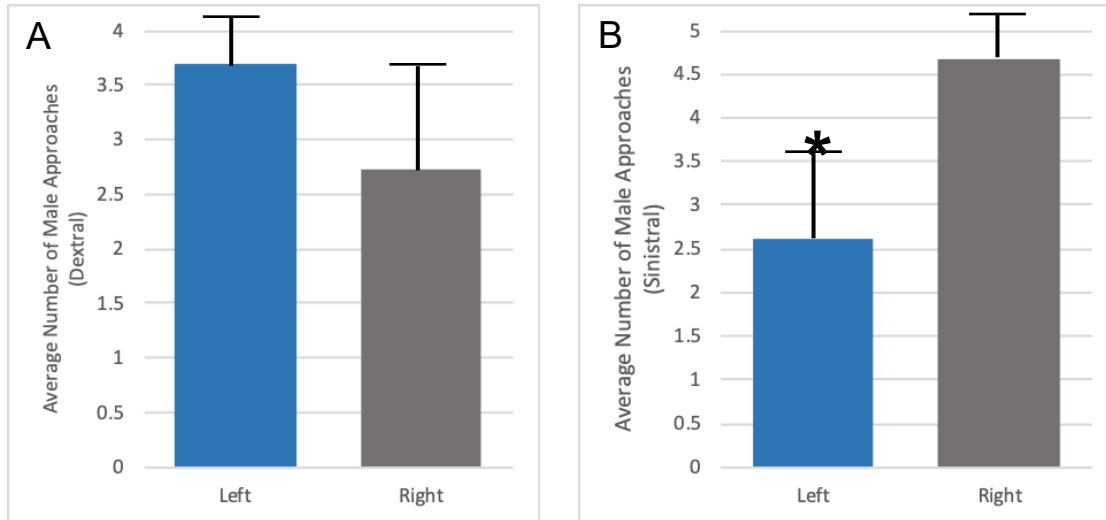 A
Average Number of Male Approaches
(Dextral)
4
3.5
3
2.5
2
1.5
1
0.5
0
Left Right
B
Average Number of Male Approaches
(Sinistral)
5
4.5
4
3.5
3
2.5
2
1.5
1
0.5
0
*
Left Right